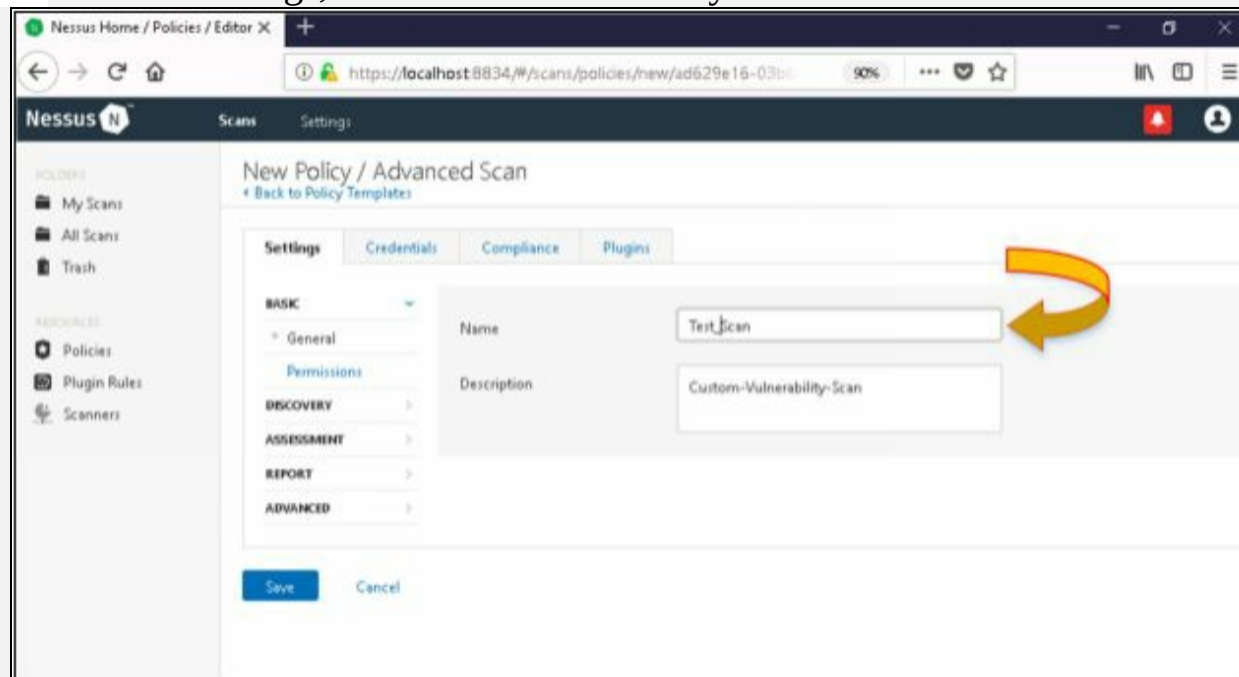 Nessus Home / Policies / Editor
https://localhost:8834/#/scans/policies/new/ad629e16-03b
90%
Nessus N
Scans
Settings
FOLDERS
My Scans
All Scans
Trash
RESOURCES
Policies
Plugin Rules
Scanners
New Policy / Advanced Scan
Back to Policy Templates
Settings
Credentials
Compliance
Plugins
BASIC
General
Permissions
DISCOVERY
ASSESSMENT
REPORT
ADVANCED
Name
Test_Scan
Description
Custom-Vulnerability-Scan
Save
Cancel